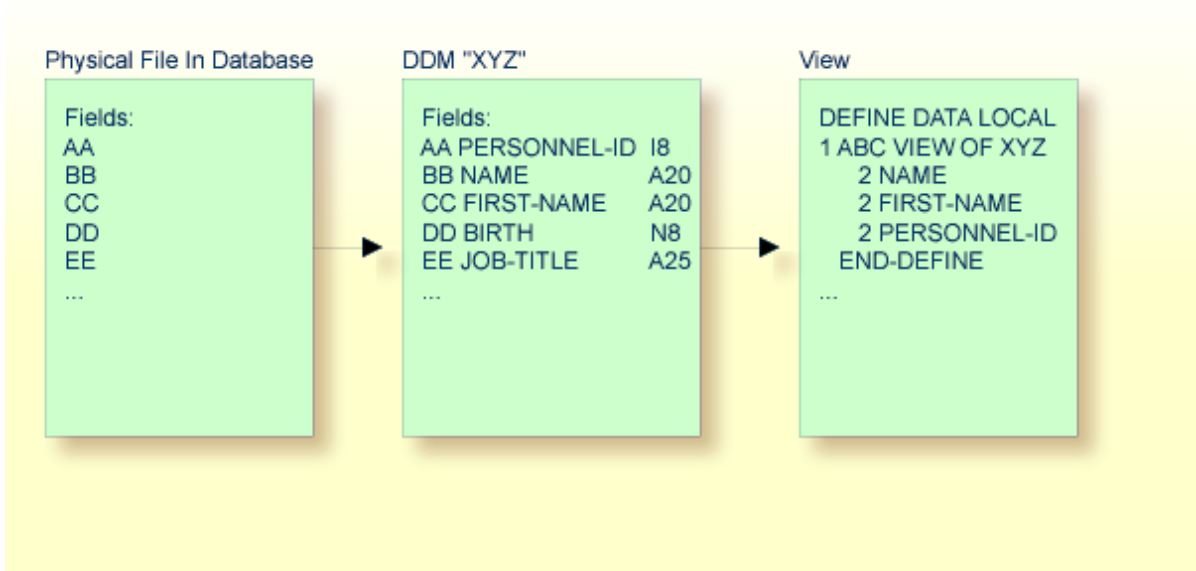 Physical File In Database
Fields:
AA
BB
CC
DD
EE
...
DDM "XYZ"
Fields:
AA PERSONNEL-ID I8
BB NAME A20
CC FIRST-NAME A20
DD BIRTH N8
EE JOB-TITLE A25
...
View
DEFINE DATA LOCAL
1 ABC VIEW OF XYZ
2 NAME
2 FIRST-NAME
2 PERSONNEL-ID
END-DEFINE
...